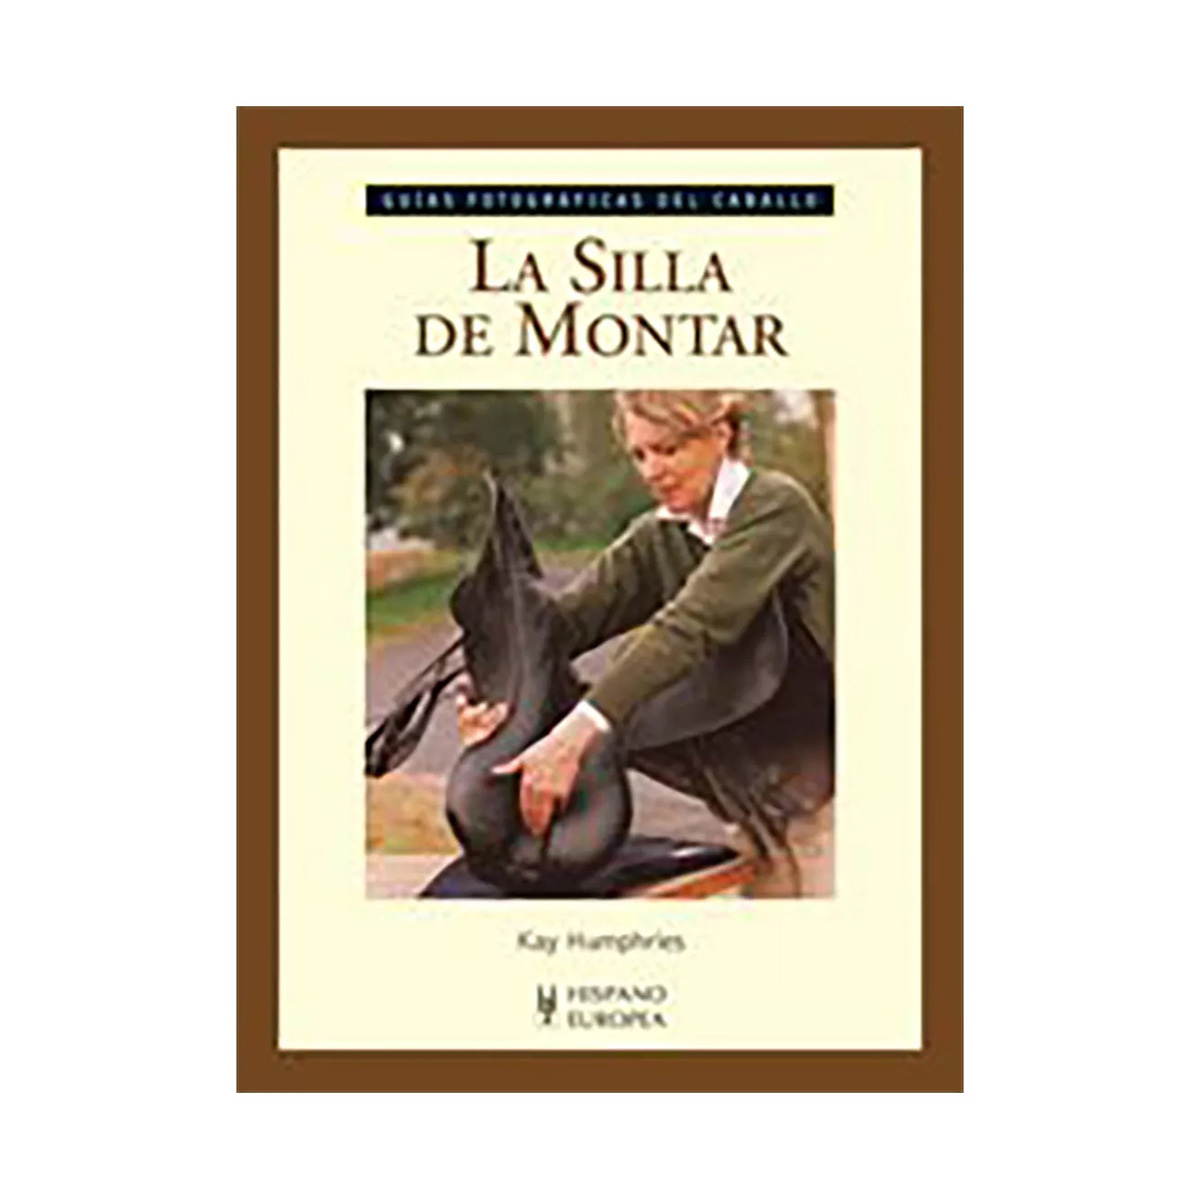 GUÍAS FOTOGRÁFICAS DEL CABALLO
LA SILLA
DE MONTAR
Kay Humphries
HISPANO
EUROPEA